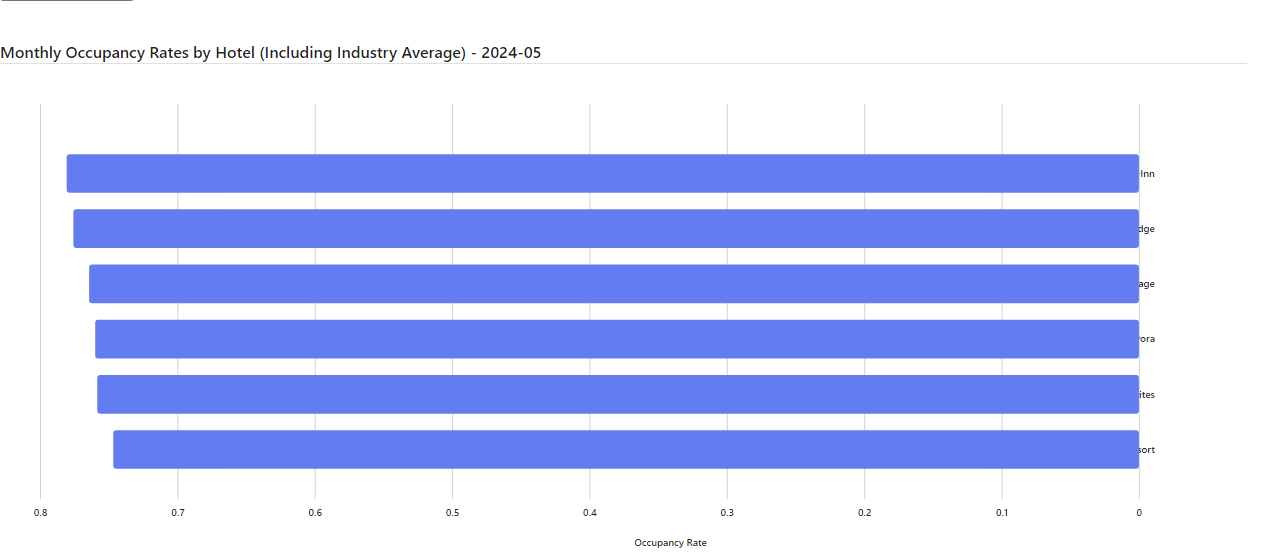 Monthly Occupancy Rates by Hotel (Including Industry Average) - 2024-05
Inn
dge
age
ora
ites
sort
0.8 0.7 0.6 0.5 0.4 0.3 0.2 0.1 0
Occupancy Rate